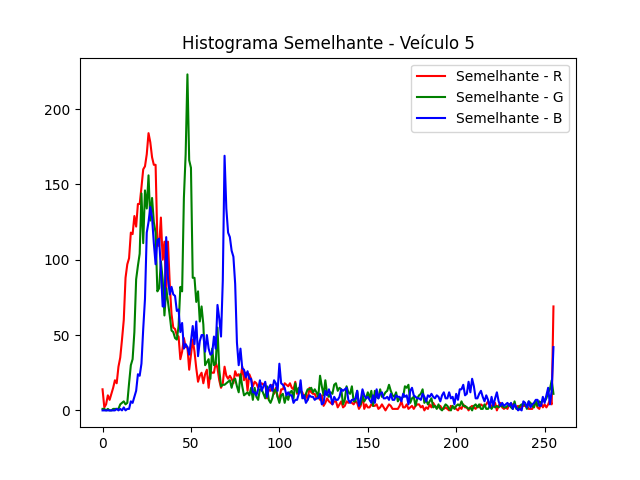 Histograma Semelhante - Veículo 5
Semelhante - R
Semelhante - G
Semelhante - B
200
150
100
50
0
0 50 100 150 200 250